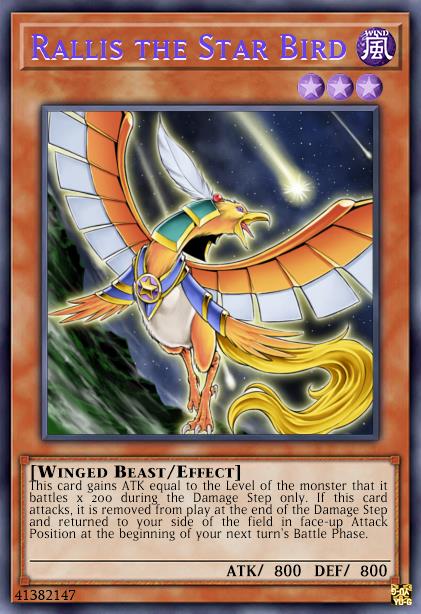 Rallis the Star Bird
WIND
風
[Winged Beast/Effect]
This card gains ATK equal to the Level of the monster that it
battles x 200 during the Damage Step only. If this card
attacks, it is removed from play at the end of the Damage Step
and returned to your side of the field in face-up Attack
Position at the beginning of your next turn's Battle Phase.
ATK/ 800 DEF/ 800
41382147